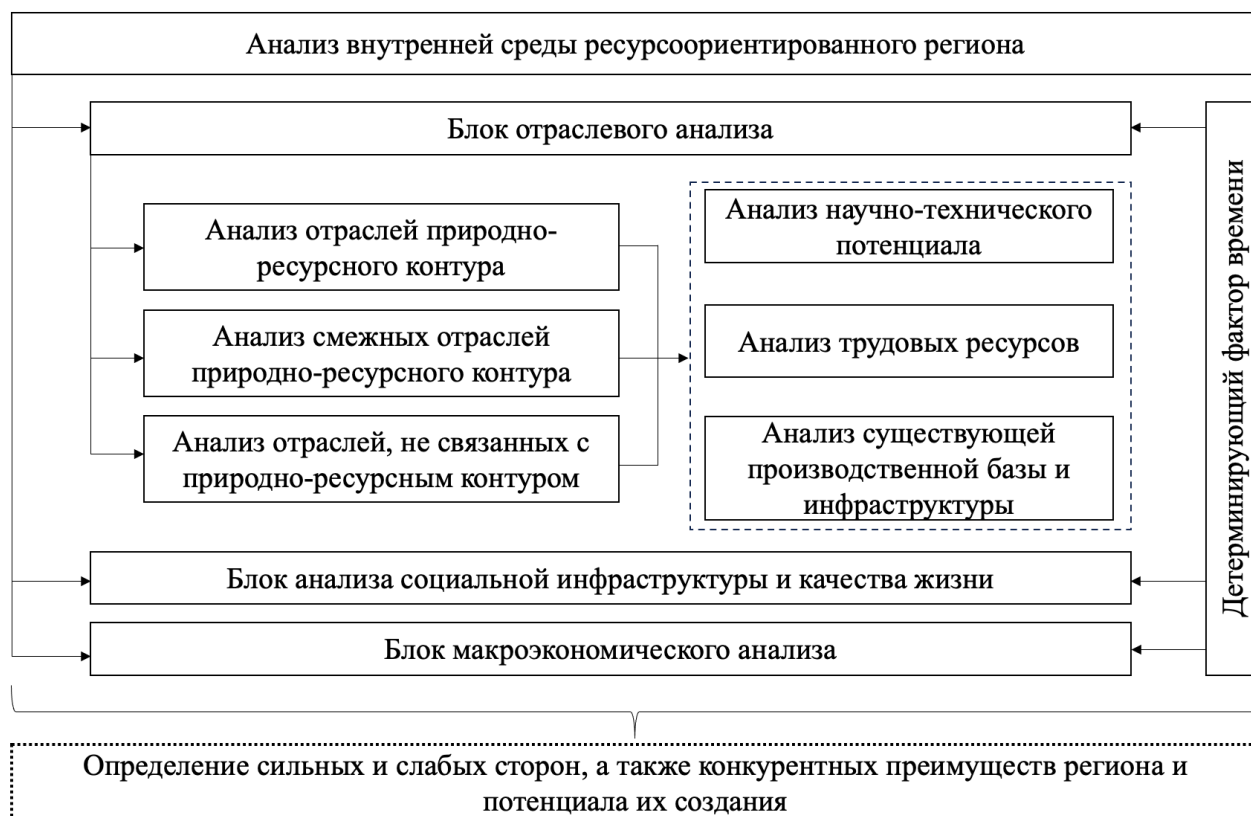 Анализ внутренней среды ресурсоориентированного региона
Блок отраслевого анализа
Анализ отраслей природно-
ресурсного контура
Анализ смежных отраслей
природно-ресурсного контура
Анализ отраслей, не связанных с
природно-ресурсным контуром
Анализ научно-технического
потенциала
Анализ трудовых ресурсов
Анализ существующей
производственной базы и
инфраструктуры
Блок анализа социальной инфраструктуры и качества жизни
Блок макроэкономического анализа
Детерминирующий фактор времени
Определение сильных и слабых сторон, а также конкурентных преимуществ региона и
потенциала их создания